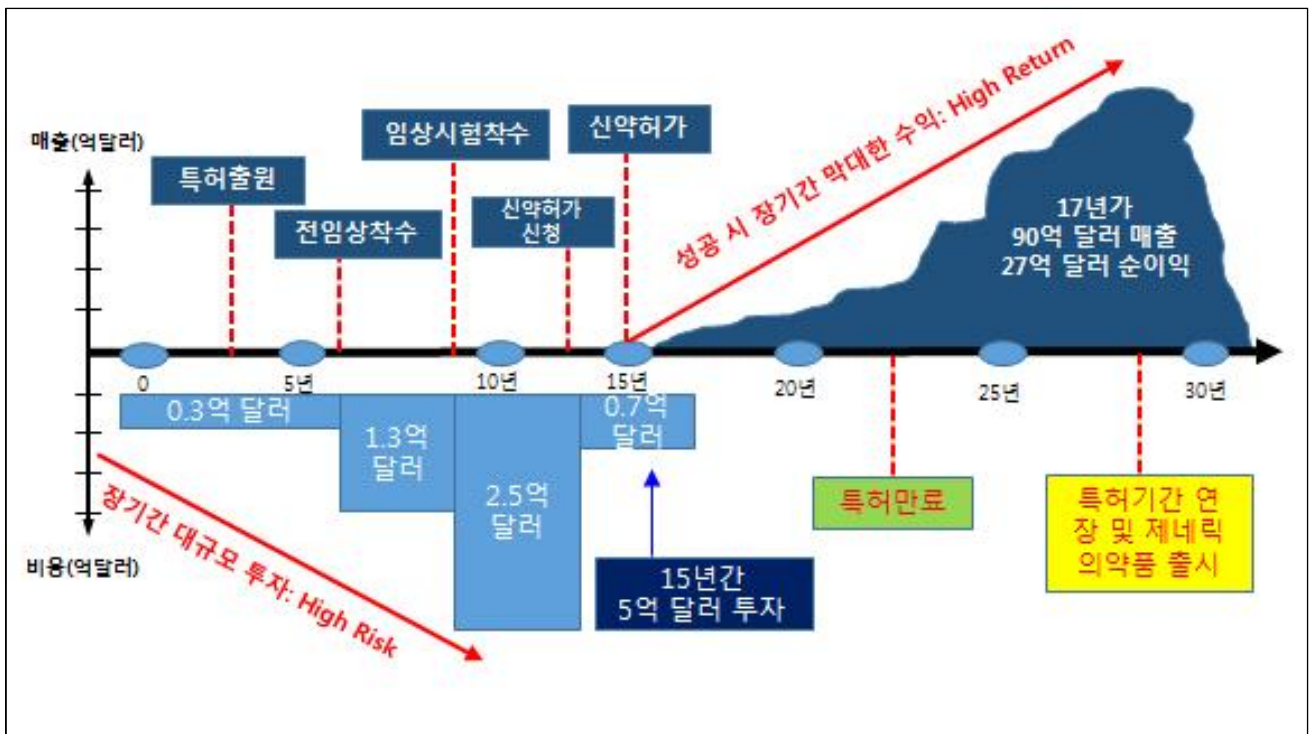 매출(억달러)
특허출원
전임상착수
임상시험착수
신약허가
신청
신약허가
성공 시 장기간 막대한 수익: High Return
17년가
90억 달러 매출
27억 달러 순이익
0
5년
10년
15년
20년
25년
30년
0.3억 달러
1.3억
달러
2.5억
달러
0.7억
달러
비용(억달러)
장기간 대규모 투자: High Risk
15년간
5억 달러 투자
특허만료
특허기간 연
장 및 제네릭
의약품 출시